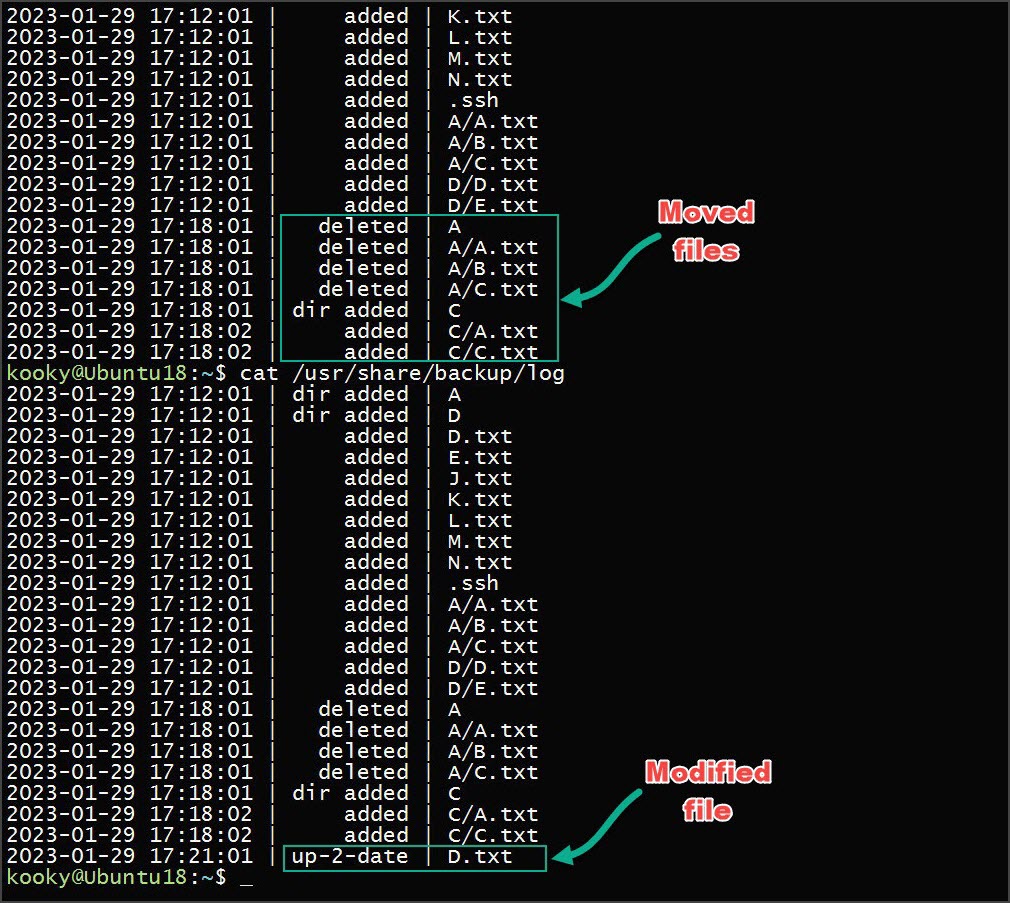 2023-01-29 17:12:01 |     added | K.txt
2023-01-29 17:12:01 |     added | L.txt
2023-01-29 17:12:01 |     added | M.txt
2023-01-29 17:12:01 |     added | N.txt
2023-01-29 17:12:01 |     added | .ssh
2023-01-29 17:12:01 |     added | A/A.txt
2023-01-29 17:12:01 |     added | A/B.txt
2023-01-29 17:12:01 |     added | A/C.txt
2023-01-29 17:12:01 |     added | D/D.txt
2023-01-29 17:12:01 |     added | D/E.txt
2023-01-29 17:18:01 |   deleted | A
2023-01-29 17:18:01 |   deleted | A/A.txt
2023-01-29 17:18:01 |   deleted | A/B.txt
2023-01-29 17:18:01 |   deleted | A/C.txt
2023-01-29 17:18:01 | dir added | C
2023-01-29 17:18:02 |     added | C/A.txt
2023-01-29 17:18:02 |     added | C/C.txt
Moved
files
kooky@Ubuntu18:~$ cat /usr/share/backup/log
2023-01-29 17:12:01 | dir added | A
2023-01-29 17:12:01 | dir added | D
2023-01-29 17:12:01 |     added | D.txt
2023-01-29 17:12:01 |     added | E.txt
2023-01-29 17:12:01 |     added | J.txt
2023-01-29 17:12:01 |     added | K.txt
2023-01-29 17:12:01 |     added | L.txt
2023-01-29 17:12:01 |     added | M.txt
2023-01-29 17:12:01 |     added | N.txt
2023-01-29 17:12:01 |     added | .ssh
2023-01-29 17:12:01 |     added | A/A.txt
2023-01-29 17:12:01 |     added | A/B.txt
2023-01-29 17:12:01 |     added | A/C.txt
2023-01-29 17:12:01 |     added | D/D.txt
2023-01-29 17:12:01 |     added | D/E.txt
2023-01-29 17:18:01 |   deleted | A
2023-01-29 17:18:01 |   deleted | A/A.txt
2023-01-29 17:18:01 |   deleted | A/B.txt
2023-01-29 17:18:01 |   deleted | A/C.txt
2023-01-29 17:18:01 | dir added | C
2023-01-29 17:18:02 |     added | C/A.txt
2023-01-29 17:18:02 |     added | C/C.txt
2023-01-29 17:21:01 | up-2-date | D.txt
Modified
file
kooky@Ubuntu18:~$ _